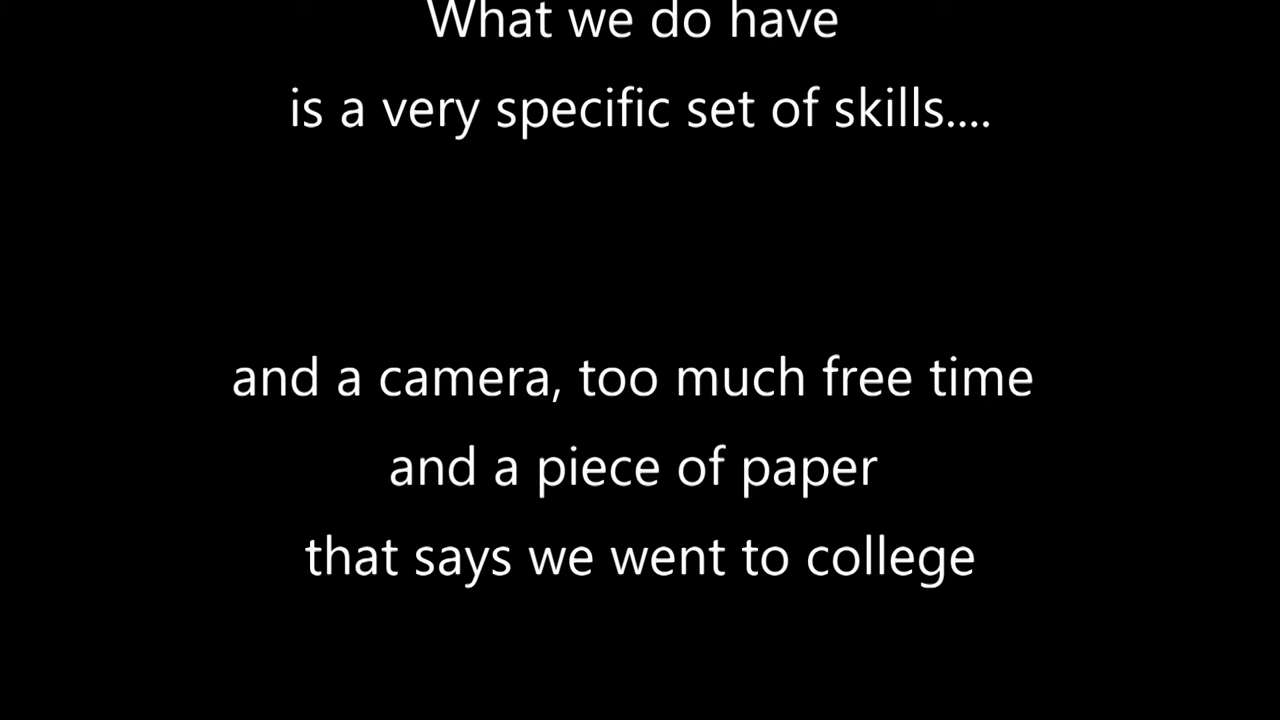 What we do have
is a very specific set of skills....
and a camera, too much free time
and a piece of paper
that says we went to college